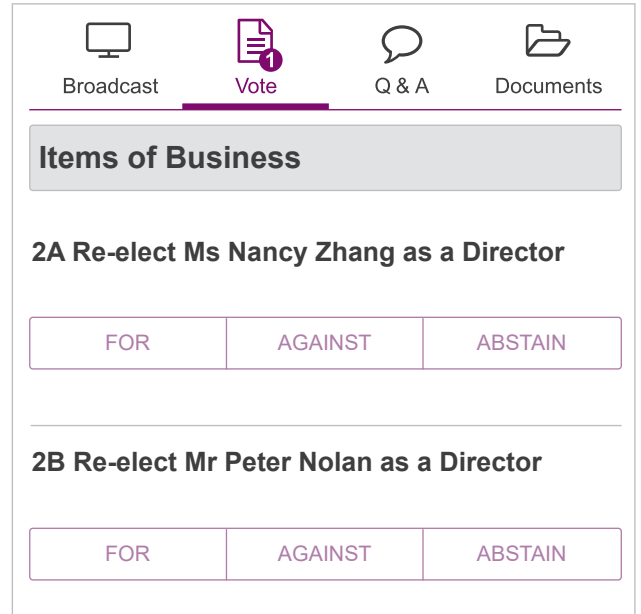 1
Broadcast Vote Q & A Documents
Items of Business
2A Re-elect Ms Nancy Zhang as a Director
FOR AGAINST ABSTAIN
2B Re-elect Mr Peter Nolan as a Director
FOR AGAINST ABSTAIN